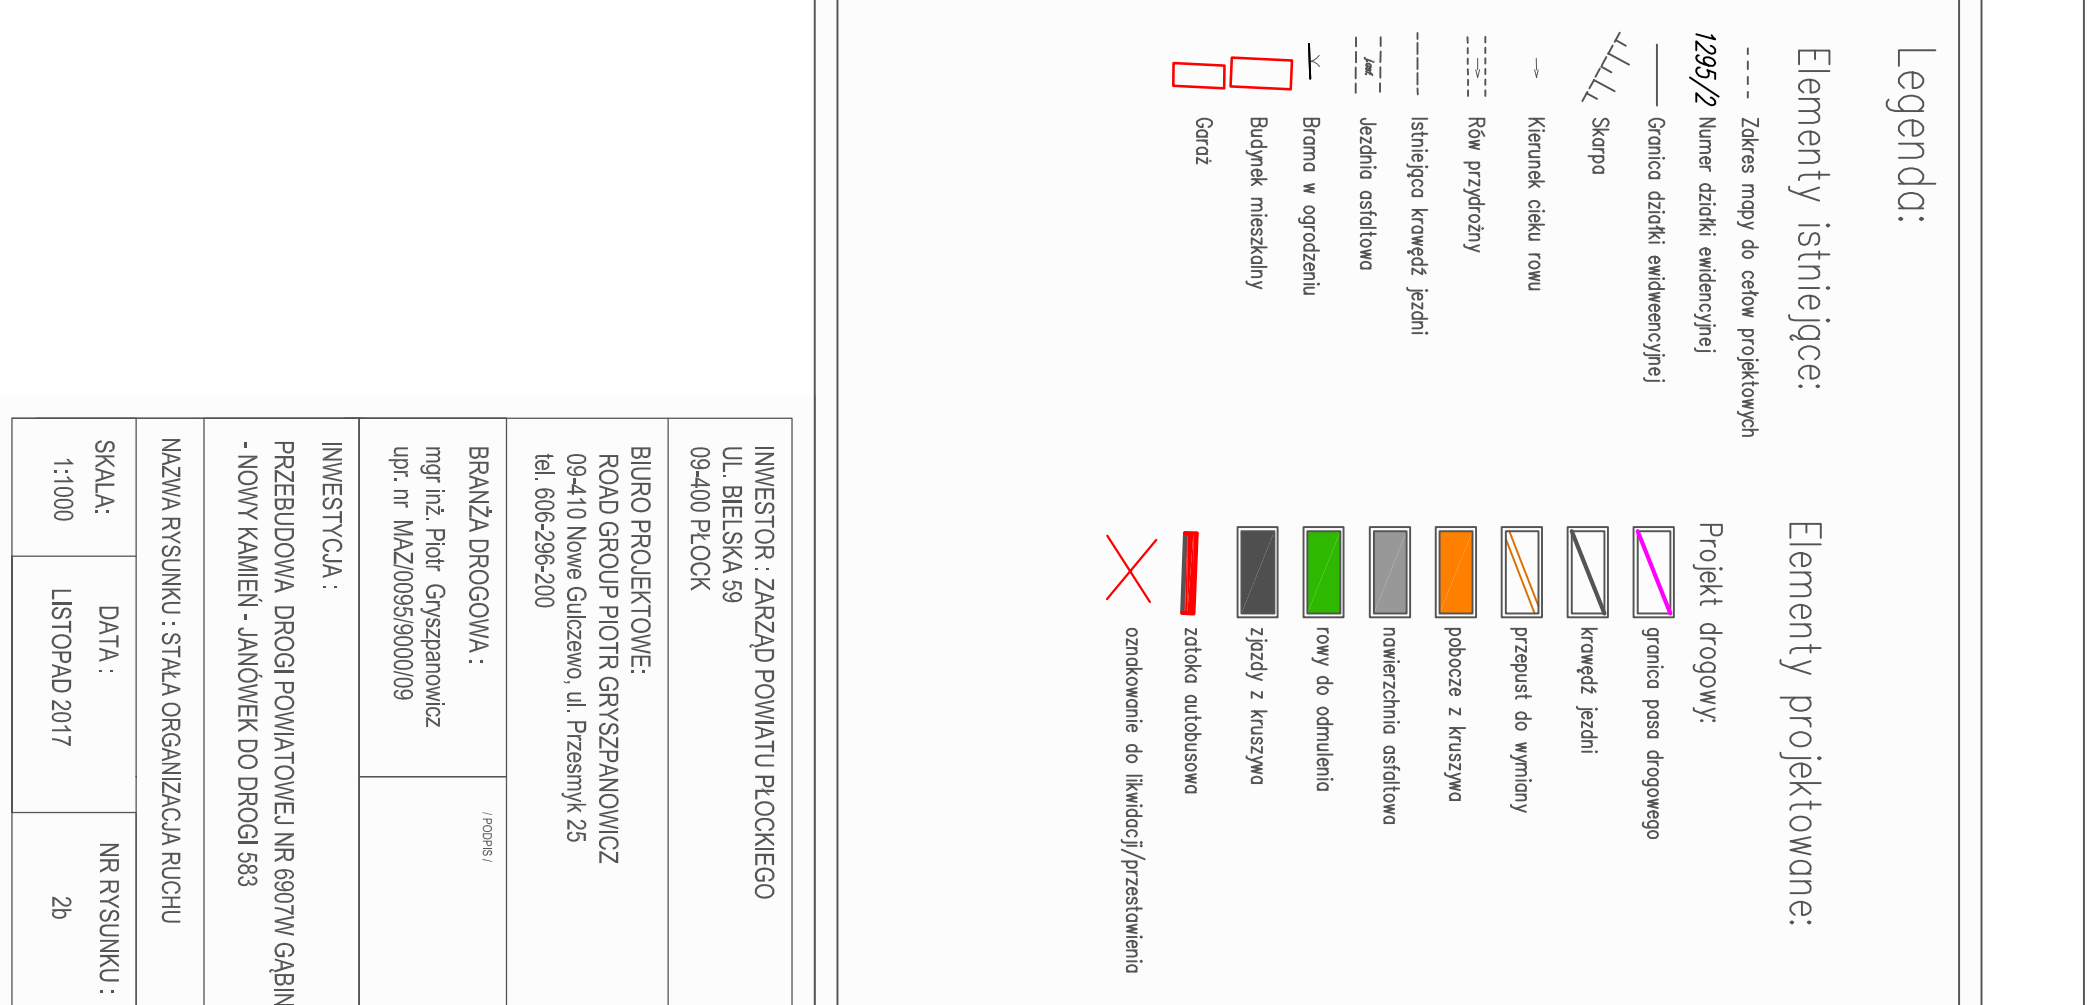 Legenda:
Elementy istniejące:
Zakres mapy do cełow projektowych
1295/2 Numer działki ewidencyjnej
Granica działki ewidweencyjnej
Skarpa
Kierunek cieku rowu
Rów przydrożny
Istniejąca krawędź jezdni
Jezdnia asfaltowa
Brama w ogrodzeniu
Budynek mieszkalny
Garaż
Elementy projektowane:
Projekt drogowy:
granica pasa drogowego
krawędź jezdni
przepust do wymiany
pobocze z kruszywa
nawierzchnia asfaltowa
rowy do odmulenia
zjazdy z kruszywa
zatoka autobusowa
oznakowanie do likwidacji/przestawienia
INWESTOR : ZARZĄD POWIATU PŁOCKIEGO
UL. BIELSKA 59
09-400 PŁOCK
BIURO PROJEKTOWE:
ROAD GROUP PIOTR GRYSZPANOWICZ
09-410 Nowe Gulczewo, ul. Przesmyk 25
tel. 606-296-200
BRANŻA DROGOWA :
mgr inż. Piotr Gryszpanowicz
upr. nr MAZ/0095/9000/09
/ PODPIS /
INWESTYCJA :
PRZEBUDOWA DROGI POWIATOWEJ NR 6907W GĄBIN
- NOWY KAMIEŃ - JANÓWEK DO DROGI 583
NAZWA RYSUNKU : STAŁA ORGANIZACJA RUCHU
SKALA:
1:1000
DATA :
LISTOPAD 2017
NR RYSUNKU :
2b